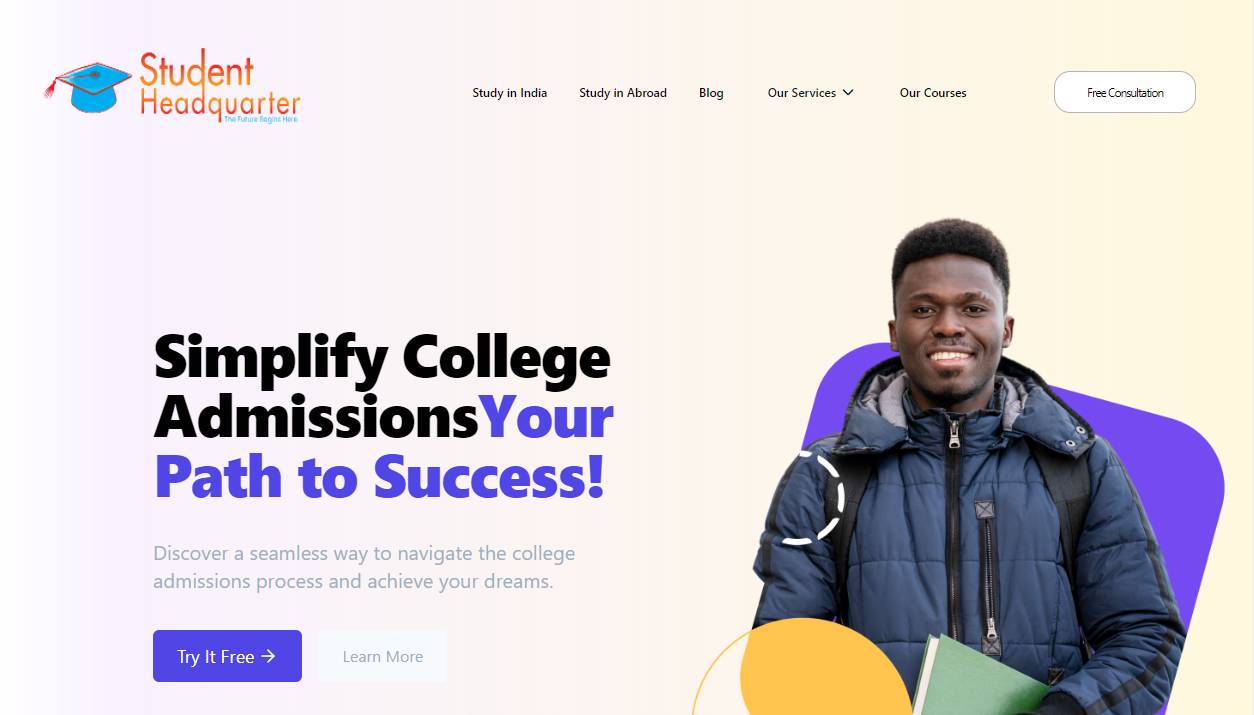 Student
Headquarter
The Future Begins Here
Study in India
Study in Abroad
Blog
Our Services
Our Courses
Free Consultation
Simplify College
AdmissionsYour
Path to Success!
Discover a seamless way to navigate the college
admissions process and achieve your dreams.
Try It Free →
Learn More